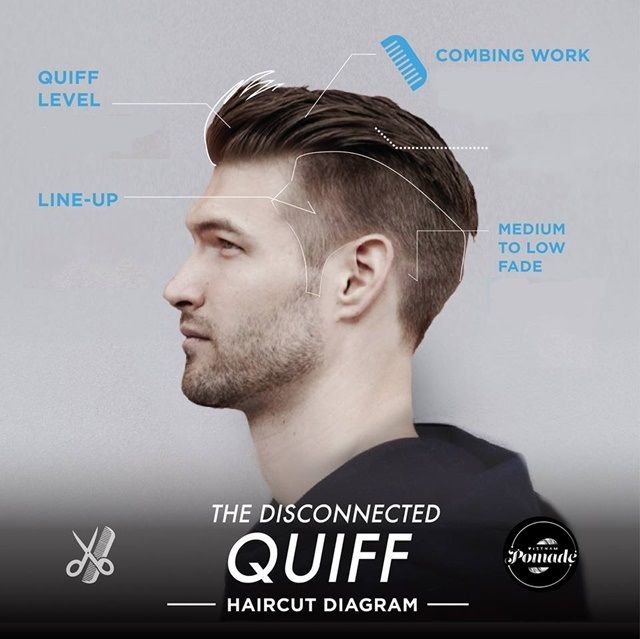 COMBING WORK
QUIFF
LEVEL
LINE-UP
MEDIUM
TO LOW
FADE
THE DISCONNECTED
QUIFF
HAIRCUT DIAGRAM
VIETNAM
Pomade